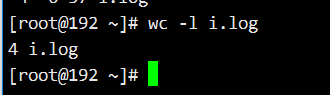 [root@192 ~]# wc -l i.log
4 i.log
[root@192 ~]#